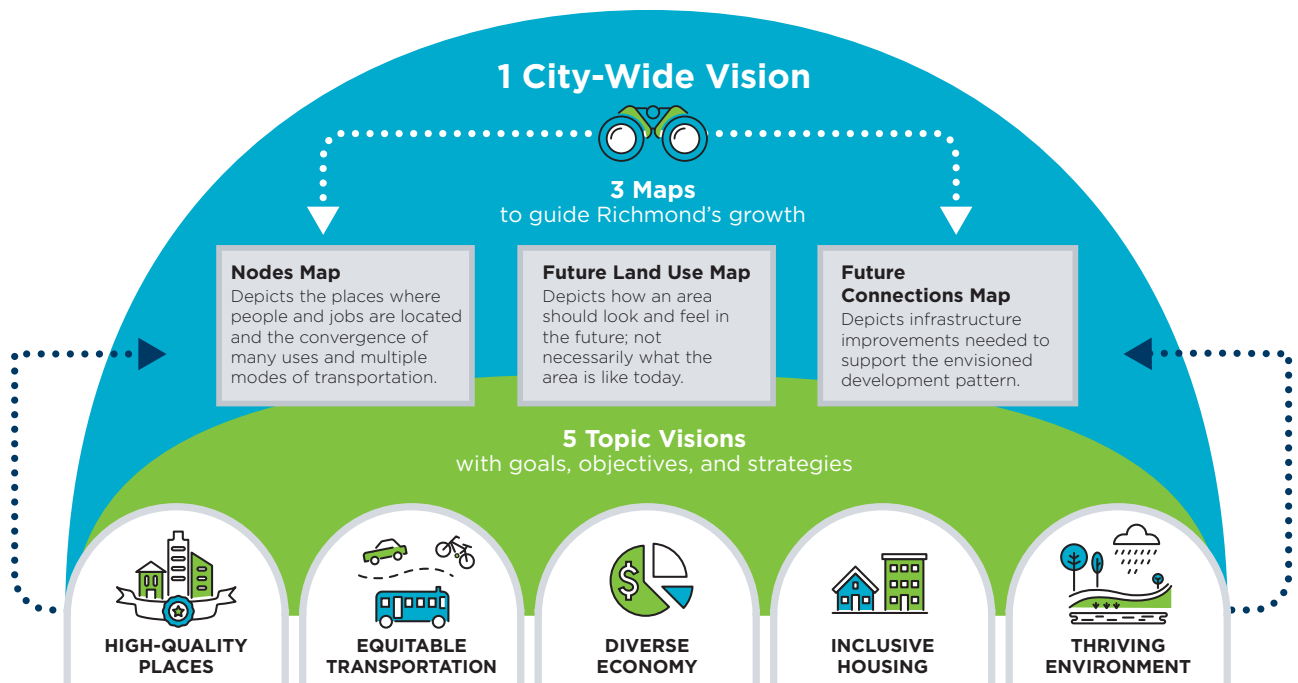 1 City-Wide Vision
3 Maps
to guide Richmond's growth
Nodes Map
Depicts the places where
people and jobs are located
and the convergence of
many uses and multiple
modes of transportation.
Future Land Use Map
Depicts how an area
should look and feel in
the future; not
necessarily what the
area is like today.
Future
Connections Map
Depicts infrastructure
improvements needed to
support the envisioned
development pattern.
5 Topic Visions
with goals, objectives, and strategies
$
HIGH-QUALITY
PLACES
EQUITABLE
TRANSPORTATION
DIVERSE
ECONOMY
INCLUSIVE
HOUSING
THRIVING
ENVIRONMENT